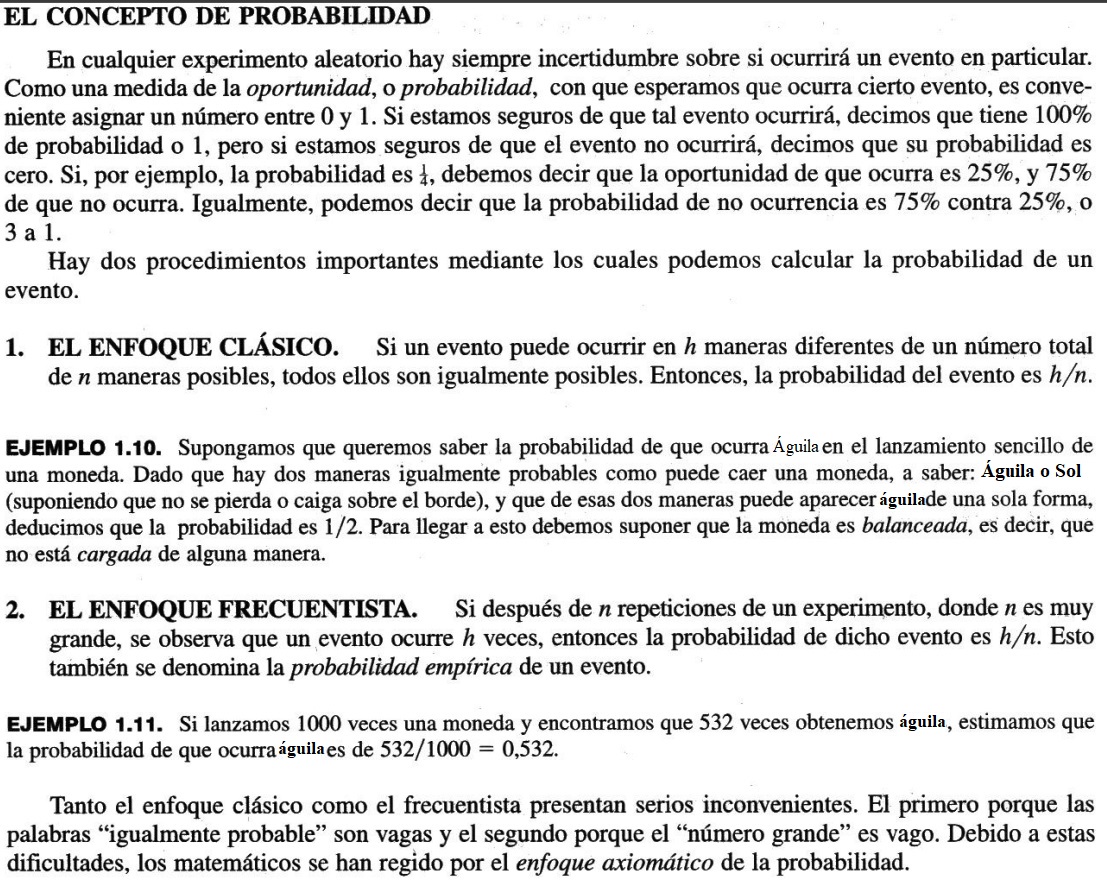 EL CONCEPTO DE PROBABILIDAD
En cualquier experimento aleatorio hay siempre incertidumbre sobre si ocurrirá un evento en particular.
Como una medida de la oportunidad, o probabilidad, con que esperamos que ocurra cierto evento, es conve-
niente asignar un número entre 0 y 1. Si estamos seguros de que tal evento ocurrirá, decimos que tiene 100%
de probabilidad o 1, pero si estamos seguros de que el evento no ocurrirá, decimos que su probabilidad es
cero. Si, por ejemplo, la probabilidad es ¼, debemos decir que la oportunidad de que ocurra es 25%, y 75%
de que no ocurra. Igualmente, podemos decir que la probabilidad de no ocurrencia es 75% contra 25%, o
3 a 1.
Hay dos procedimientos importantes mediante los cuales podemos calcular la probabilidad de un
evento.
1. EL ENFOQUE CLÁSICO. Si un evento puede ocurrir en h maneras diferentes de un número total
de n maneras posibles, todos ellos son igualmente posibles. Entonces, la probabilidad del evento es h/n.
EJEMPLO 1.10. Supongamos que queremos saber la probabilidad de que ocurra Águila en el lanzamiento sencillo de
una moneda. Dado que hay dos maneras igualmente probables como puede caer una moneda, a saber: Águila o Sol
(suponiendo que no se pierda o caiga sobre el borde), y que de esas dos maneras puede aparecer águilade una sola forma,
deducimos que la probabilidad es 1/2. Para llegar a esto debemos suponer que la moneda es balanceada, es decir, que
no está cargada de alguna manera.
2. EL ENFOQUE FRECUENTISTA. Si después de n repeticiones de un experimento, donde n es muy
grande, se observa que un evento ocurre h veces, entonces la probabilidad de dicho evento es h/n. Esto
también se denomina la probabilidad empírica de un evento.
EJEMPLO 1.11. Si lanzamos 1000 veces una moneda y encontramos que 532 veces obtenemos águila, estimamos que
la probabilidad de que ocurra águila es de 532/1000 = 0,532.
Tanto el enfoque clásico como el frecuentista presentan serios inconvenientes. El primero porque las
palabras “igualmente probable” son vagas y el segundo porque el “número grande” es vago. Debido a estas
dificultades, los matemáticos se han regido por el enfoque axiomático de la probabilidad.